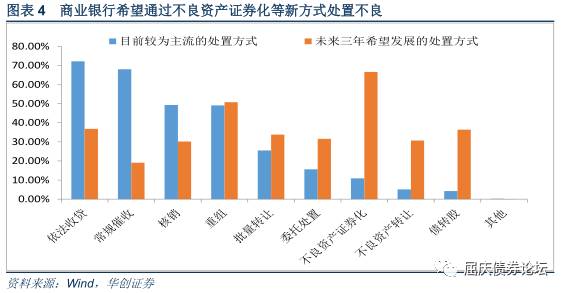 图表 4 商业银行希望通过不良资产证券化等新方式处置不良
目前较为主流的处置方式 未来三年希望发展的处置方式
80.00%
70.00%
60.00%
50.00%
40.00%
30.00%
20.00%
10.00%
0.00%
依法收贷
常规催收
核销
重组
批量转让
委托处置
不良资产证券化
不良资产转让
债转股
其他
资料来源：Wind，华创证券
屈庆债券论坛